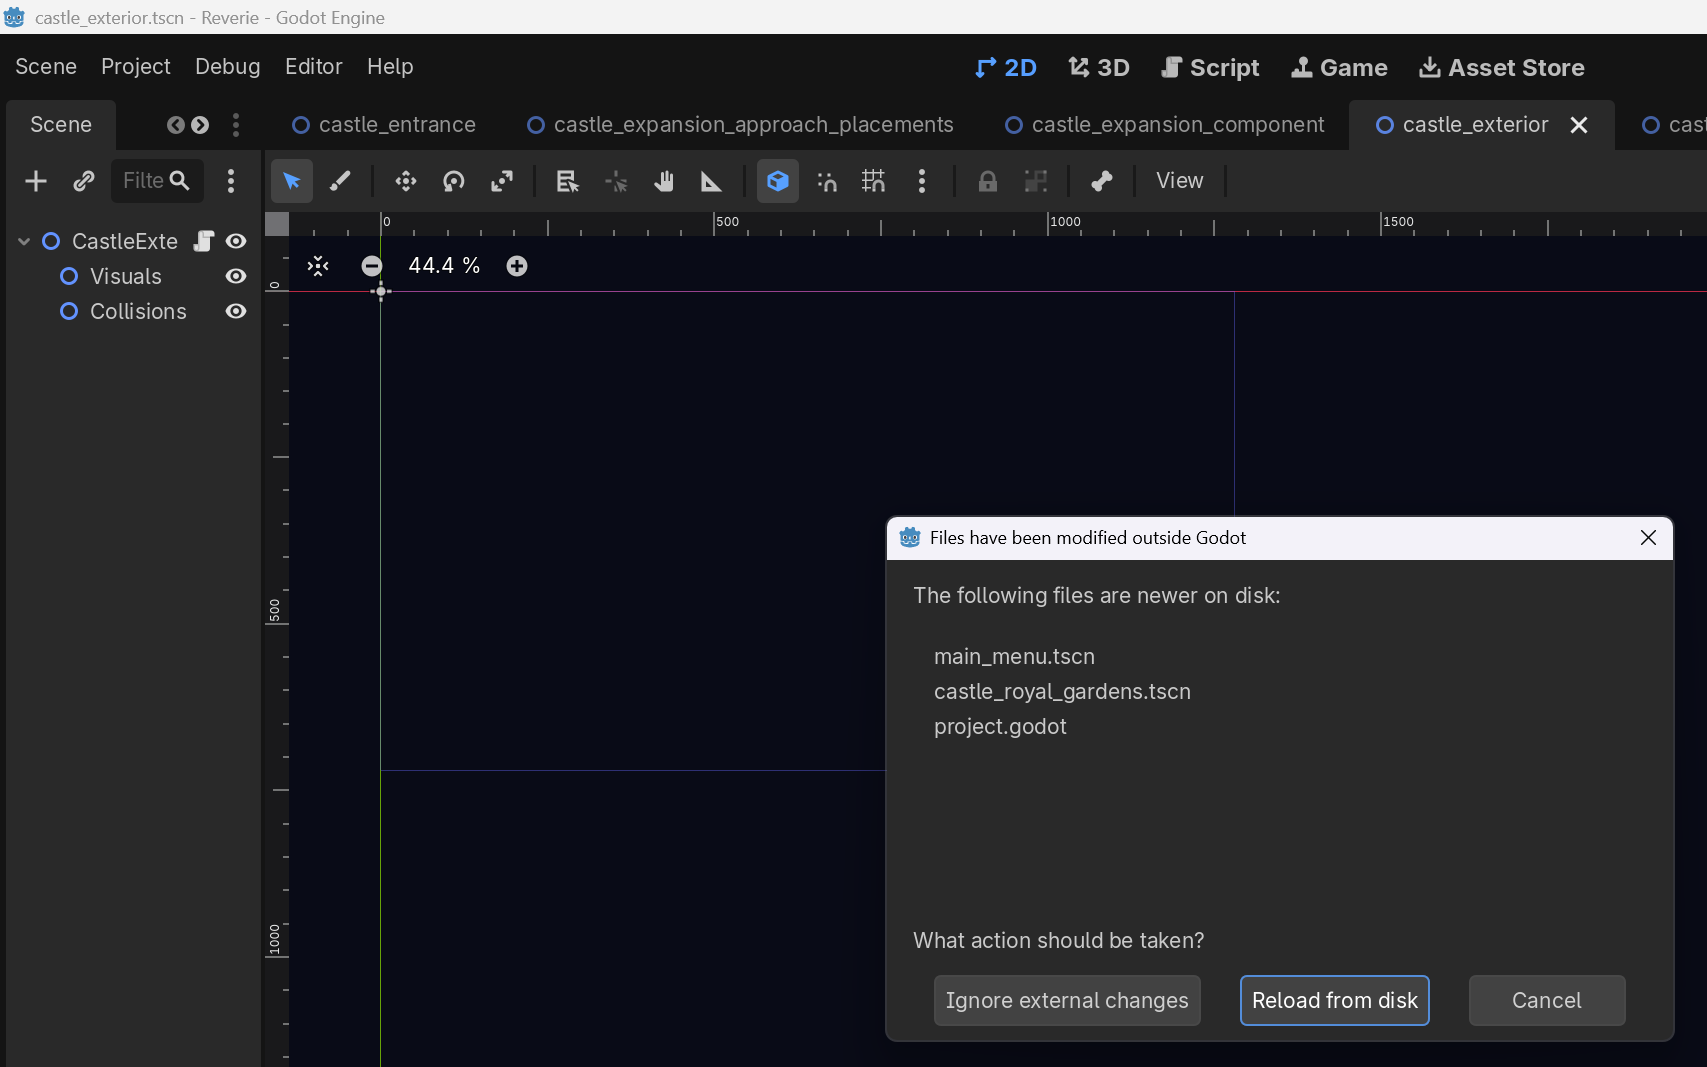 castle_exterior.tscn - Reverie - Godot Engine
Scene Project Debug Editor Help
2D 3D Script Game Asset Store
Scene
castle_entrance castle_expansion_approach_placements castle_expansion_component castle_exterior cast
Filte
View
0 500 1000 1500
CastleExte
44.4 %
Visuals
0
Collisions
Files have been modified outside Godot
The following files are newer on disk:
500
main_menu.tscn
castle_royal_gardens.tscn
project.godot
1000
What action should be taken?
Ignore external changes Reload from disk Cancel